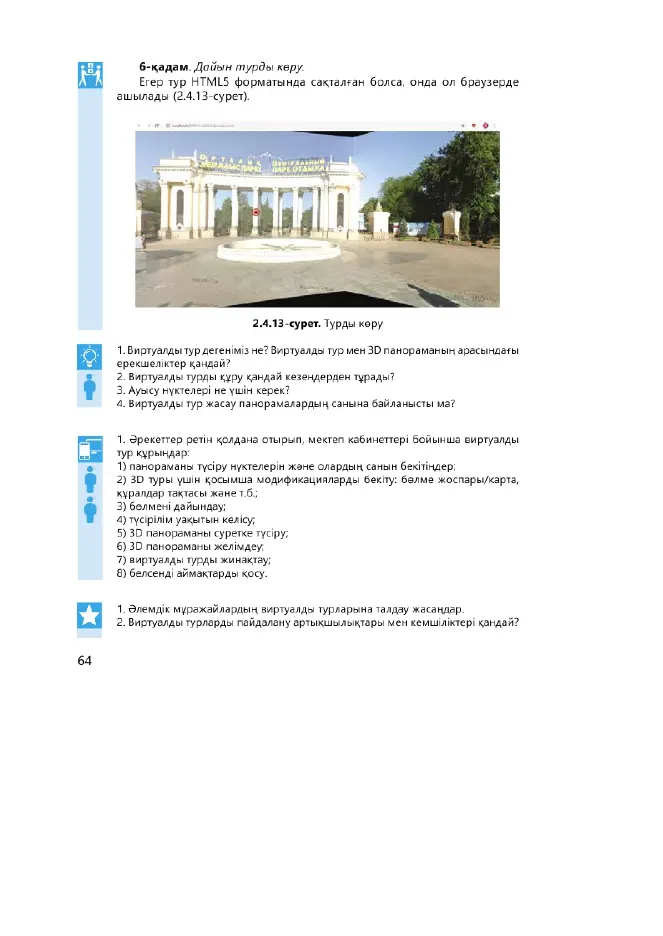 6-қадам. Дайын турды көру.
Егер тур HTML5 форматында сақталған болса, онда ол браузерде
ашылады (2.4.13-сурет).
ОРТАЛЫҚ ЦЕНТРАЛЬНЫЙ
ДЕМАЛЫС ПАРКІ ПАРК ОТДЫХА
2.4.13-сурет. Турды көру
1. Виртуалды тур дегеніміз не? Виртуалды тур мен 3D панораманың арасындағы
ерекшеліктер қандай?
2. Виртуалды турды құру қандай кезеңдерден тұрады?
3. Ауысу нүктелері не үшін керек?
4. Виртуалды тур жасау панорамалардың санына байланысты ма?
1. Әрекеттер ретін қолдана отырып, мектеп кабинеттері бойынша виртуалды
тур құрыңдар:
1) панораманы түсіру нүктелерін және олардың санын бекітіңдер;
2) 3D туры үшін қосымша модификацияларды бекіту: бөлме жоспары/карта,
құралдар тақтасы және т.б.;
3) бөлмені дайындау;
4) түсірілім уақытын келісу;
5) 3D панораманы суретке түсіру;
6) 3D панораманы желімдеу;
7) виртуалды турды жинақтау;
8) белсенді аймақтарды қосу.
1. Әлемдік мұражайлардың виртуалды турларына талдау жасаңдар.
2. Виртуалды турларды пайдалану артықшылықтары мен кемшіліктері қандай?
64